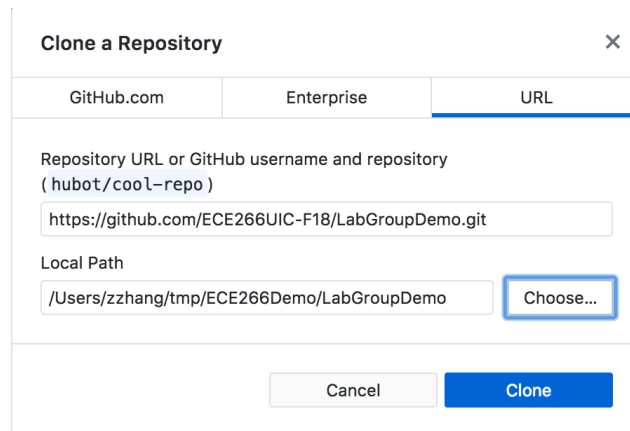 Clone a Repository
GitHub.com Enterprise URL
Repository URL or GitHub username and repository
(hubot/cool-repo)
https://github.com/ECE266UIC-F18/LabGroupDemo.git
Local Path
/Users/zzhang/tmp/ECE266Demo/LabGroupDemo Choose...
Cancel Clone